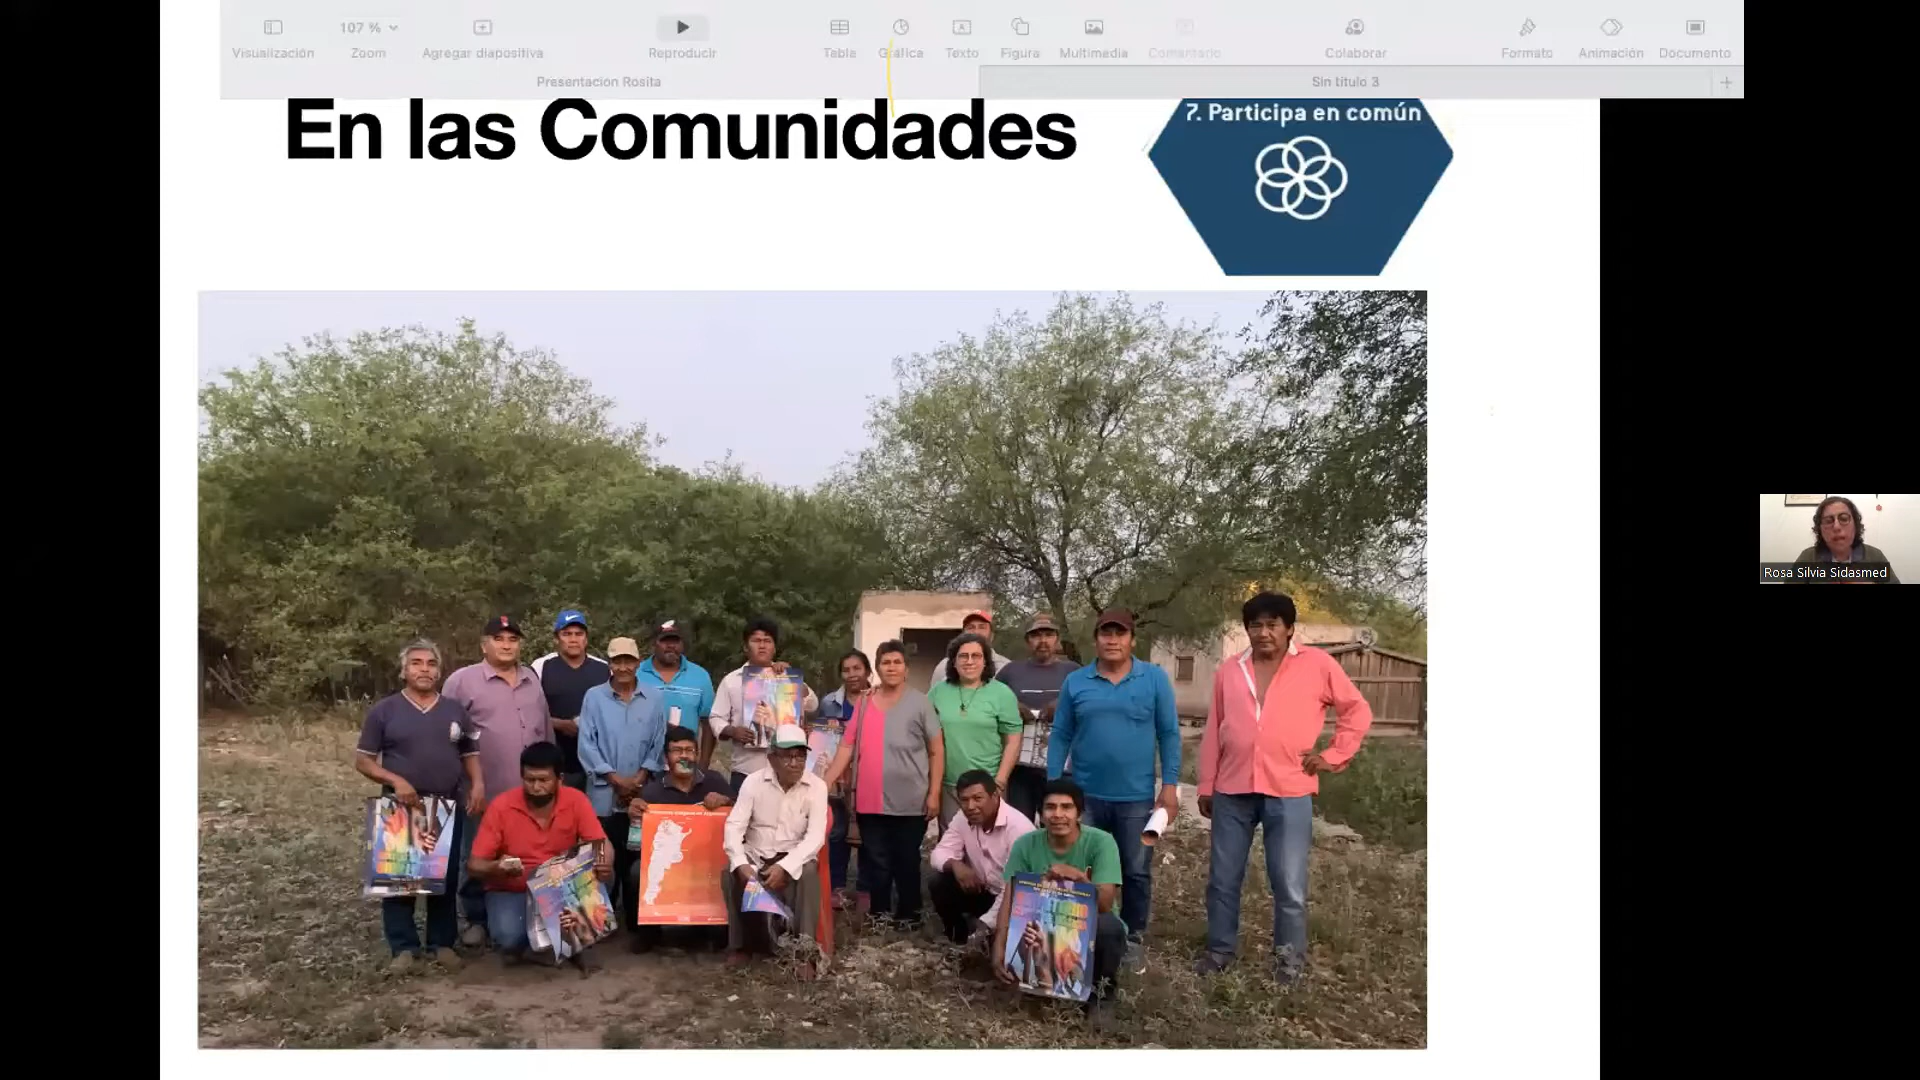 107 %
Visualización
Zoom
Agregar diapositiva
Reproducir
Tabla
Gráfica
Texto
Figura
Multimedia
Comentario
Colaborar
Formato
Animación
Documento
Presentacion Rosita
Sin título 3
En las Comunidades
7. Participa en común
Rosa Silvia Sidasmed